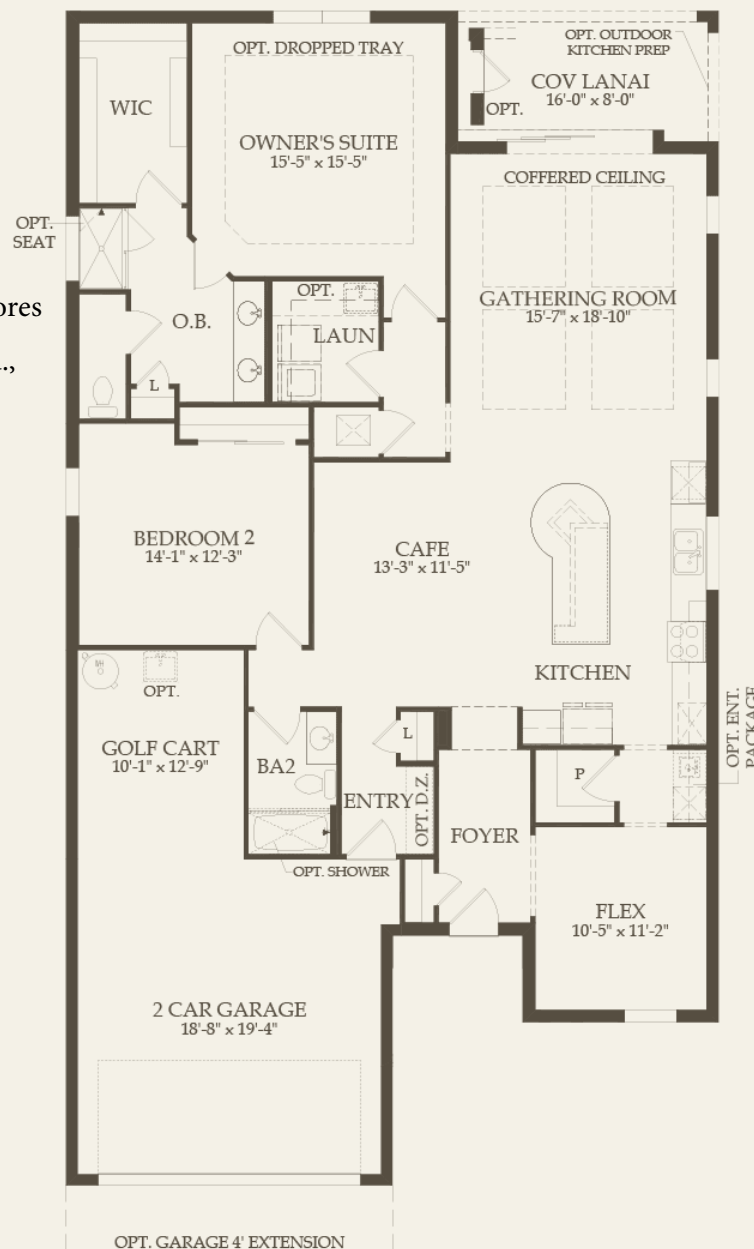 OPT. DROPPED TRAY
OPT. OUTDOOR
KITCHEN PREP
COV LANAI
16'-0" x 8'-0"
OPT.
WIC
OWNER'S SUITE
15'-5" x 15'-5"
COFFERED CEILING
OPT.
SEAT
OPT.
GATHERING ROOM
15'-7" x 18'-10"
ores
O.B.
LAUN
L
BEDROOM 2
14'-1" x 12'-3"
CAFE
13'-3" x 11'-5"
KITCHEN
WH
OPT.
OPT. ENT.
PACKAGE
GOLF CART
10'-1" x 12'-9"
BA2
L
ENTRY
OPT. D.Z.
P
FOYER
OPT. SHOWER
FLEX
10'-5" x 11'-2"
2 CAR GARAGE
18'-8" x 19'-4"
OPT. GARAGE 4' EXTENSION